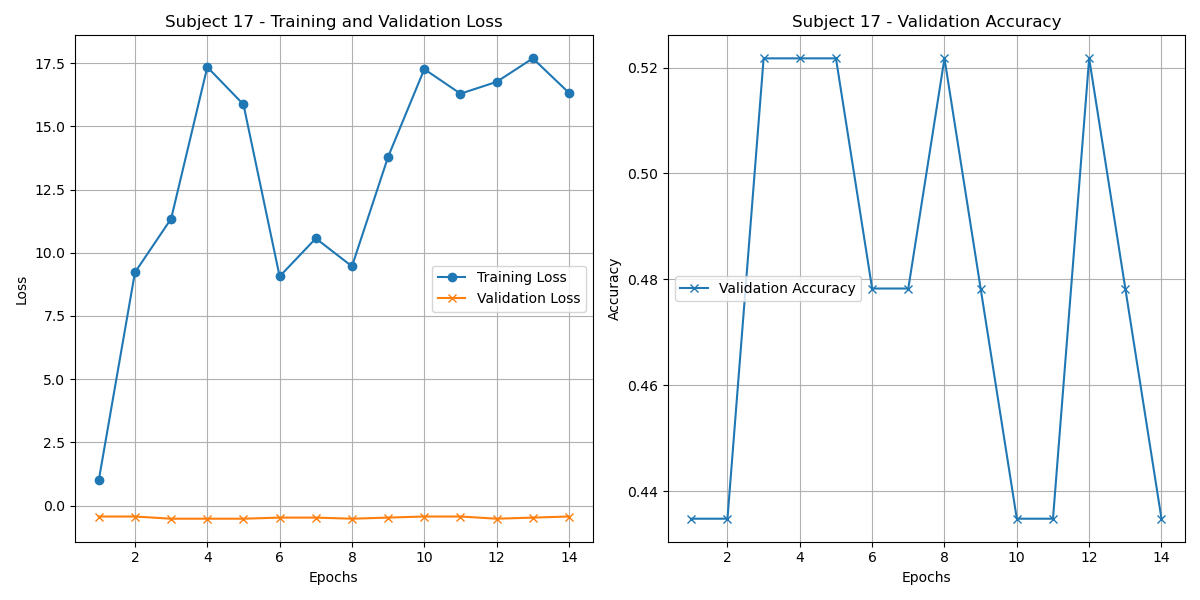 Subject 17 - Training and Validation Loss
17.5
15.0
12.5
10.0
7.5
5.0
2.5
0.0
Loss
Training Loss
Validation Loss
2 4 6 8 10 12 14
Epochs
Subject 17 - Validation Accuracy
0.52
0.50
0.48
0.46
0.44
Accuracy
Validation Accuracy
2 4 6 8 10 12 14
Epochs